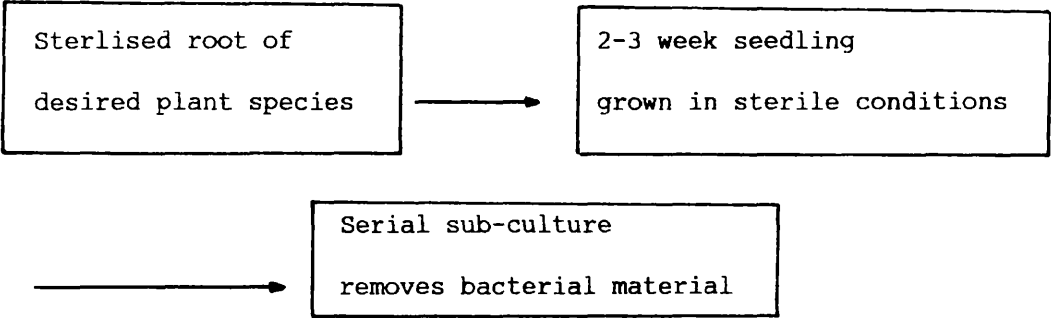 Sterlised root of
desired plant species
2-3 week seedling
grown in sterile conditions
Serial sub-culture
removes bacterial material